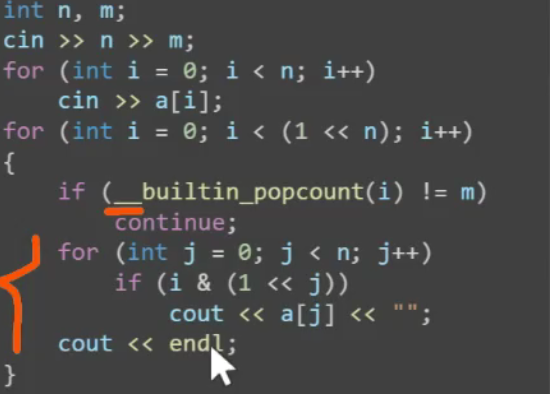 int n, m;
cin >> n >> m;
for (int i = 0; i < n; i++)
    cin >> a[i];
for (int i = 0; i < (1 << n); i++)
{
    if (__builtin_popcount(i) != m)
        continue;
    for (int j = 0; j < n; j++)
        if (i & (1 << j))
            cout << a[j] << "";
    cout << endl;
}